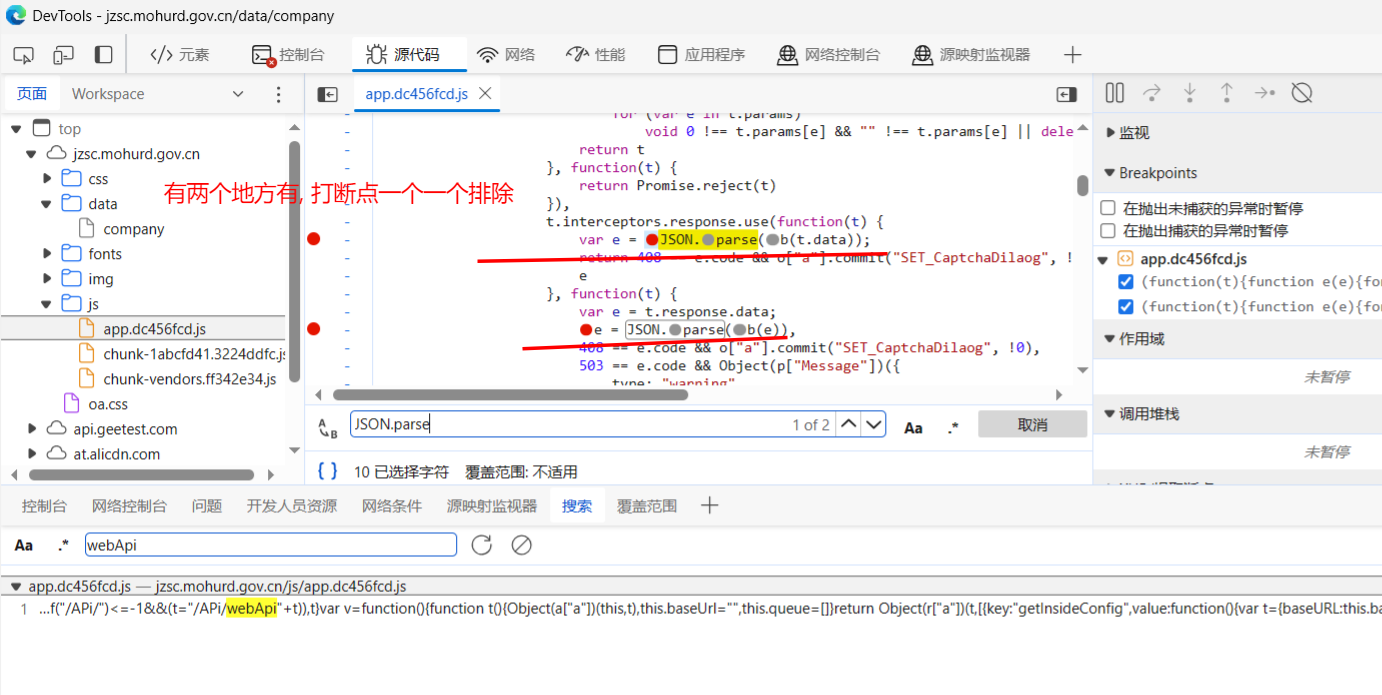 DevTools - jzsc.mohurd.gov.cn/data/company
元素 控制台 源代码 网络 性能 应用程序 网络控制台 源映射监视器
页面 Workspace
app.dc456fcd.js
top
jzsc.mohurd.gov.cn
css
data
company
fonts
img
js
app.dc456fcd.js
chunk-1abcfd41.3224ddfc.js
chunk-vendors.ff342e34.js
oa.css
api.geetest.com
at.alicdn.com
有两个地方有, 打断点一个一个排除
for (var e in t.params)
void 0 !== t.params[e] && "" !== t.params[e] || dele
return t
}, function(t) {
return Promise.reject(t)
}),
t.interceptors.response.use(function(t) {
var e = JSON.parse(b(t.data));
return 408 == e.code && o["a"].commit("SET_CaptchaDilaog", !
e
}, function(t) {
var e = t.response.data;
e = JSON.parse(b(e)),
408 == e.code && o["a"].commit("SET_CaptchaDilaog", !0),
503 == e.code && Object(p["Message"])({
type: "warning"
JSON.parse 1 of 2 Aa .* 取消
{ } 10 已选择字符 覆盖范围: 不适用
监视
Breakpoints
在抛出未捕获的异常时暂停
在抛出捕获的异常时暂停
app.dc456fcd.js
(function(t){function e(e){for
(function(t){function e(e){for
作用域
未暂停
调用堆栈
未暂停
控制台 网络控制台 问题 开发人员资源 网络条件 源映射监视器 搜索 覆盖范围
Aa .* webApi
app.dc456fcd.js — jzsc.mohurd.gov.cn/js/app.dc456fcd.js
1 ...f("/APi/")<=-1&&(t="/APi/webApi"+t)),t}var v=function(){function t(){Object(a["a"])(this,t),this.baseUrl="",this.queue=[]}return Object(r["a"])(t,[{key:"getInsideConfig",value:function(){var t={baseURL:this.ba